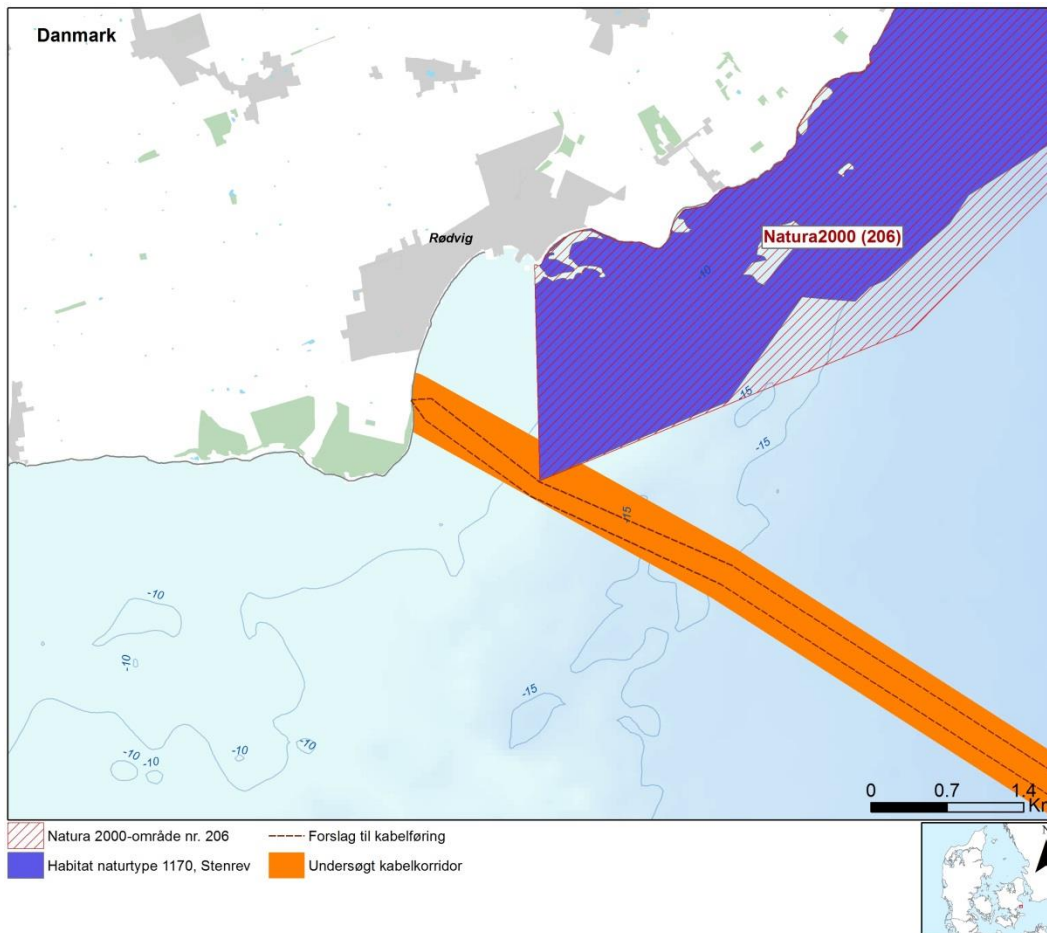 Danmark
Rødvig
Natura2000 (206)
-10
-15
-15
-15
-10
-10
-15
-10
-10
-10
-10
0 0.7 1.4
Km
Natura 2000-område nr. 206
Forslag til kabelføring
Habitat naturtype 1170, Stenrev
Undersøgt kabelkorridor
N